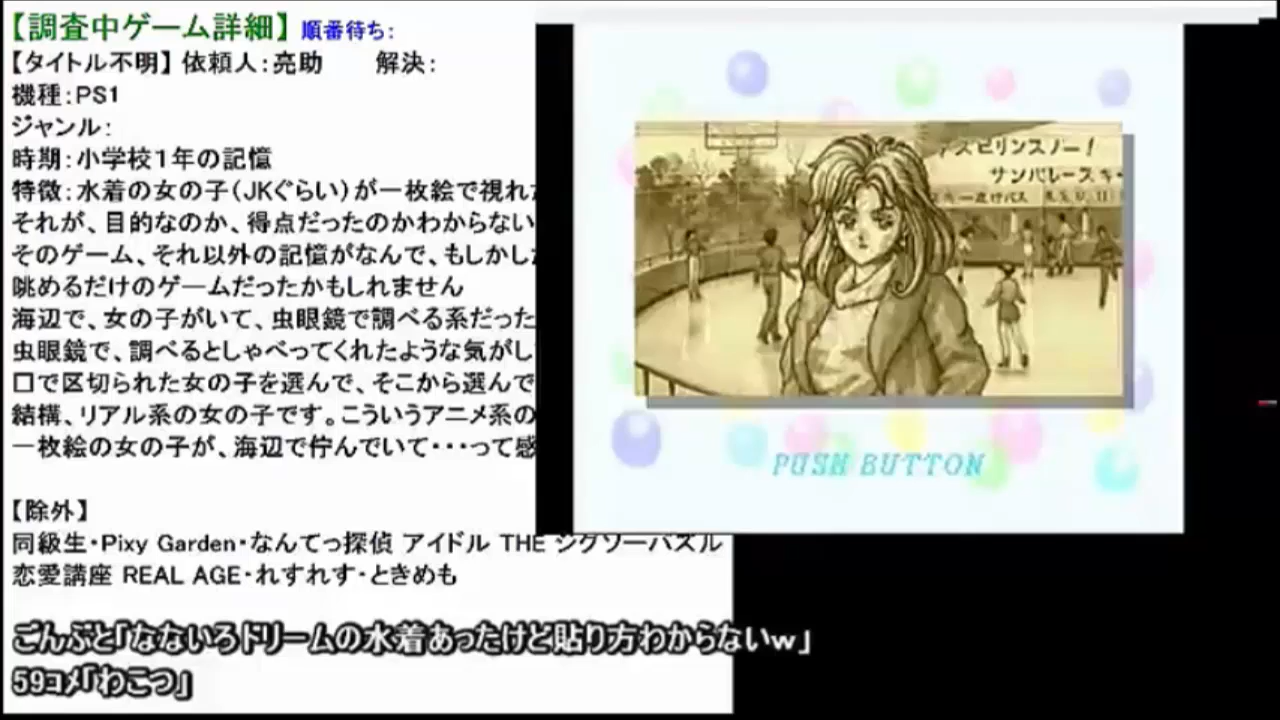 【調査中ゲーム詳細】 順番待ち:
【タイトル不明】 依頼人:亮助 解決:
機種:PS1
ジャンル:
時期:小学校1年の記憶
特徴:水着の女の子(JKぐらい)が一枚絵で視れ
それが、目的なのか、得点だったのかわからない
そのゲーム、それ以外の記憶がなんで、もしかし
眺めるだけのゲームだったかもしれません
海辺で、女の子がいて、虫眼鏡で調べる系だった
虫眼鏡で、調べるとしゃべってくれたような気がし
口で区切られた女の子を選んで、そこから選んで
結構、リアル系の女の子です。こういうアニメ系の
一枚絵の女の子が、海辺で佇んでいて・・・って感
【除外】
同級生・Pixy Garden・なんてっ探偵 アイドル THE ジグソーパズル
恋愛講座 REAL AGE・れすれす・ときめも
サンバレースキー
PUSH BUTTON
ごんぶと「なないろドリームの水着あったけど貼り方わからないw」
59コメ「わこつ」